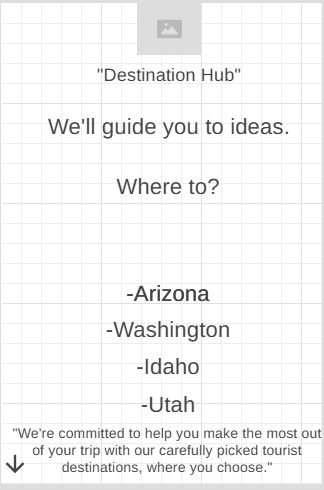 "Destination Hub"
We'll guide you to ideas.
Where to?
-Arizona
-Washington
-Idaho
-Utah
"We're committed to help you make the most out
of your trip with our carefully picked tourist
destinations, where you choose."